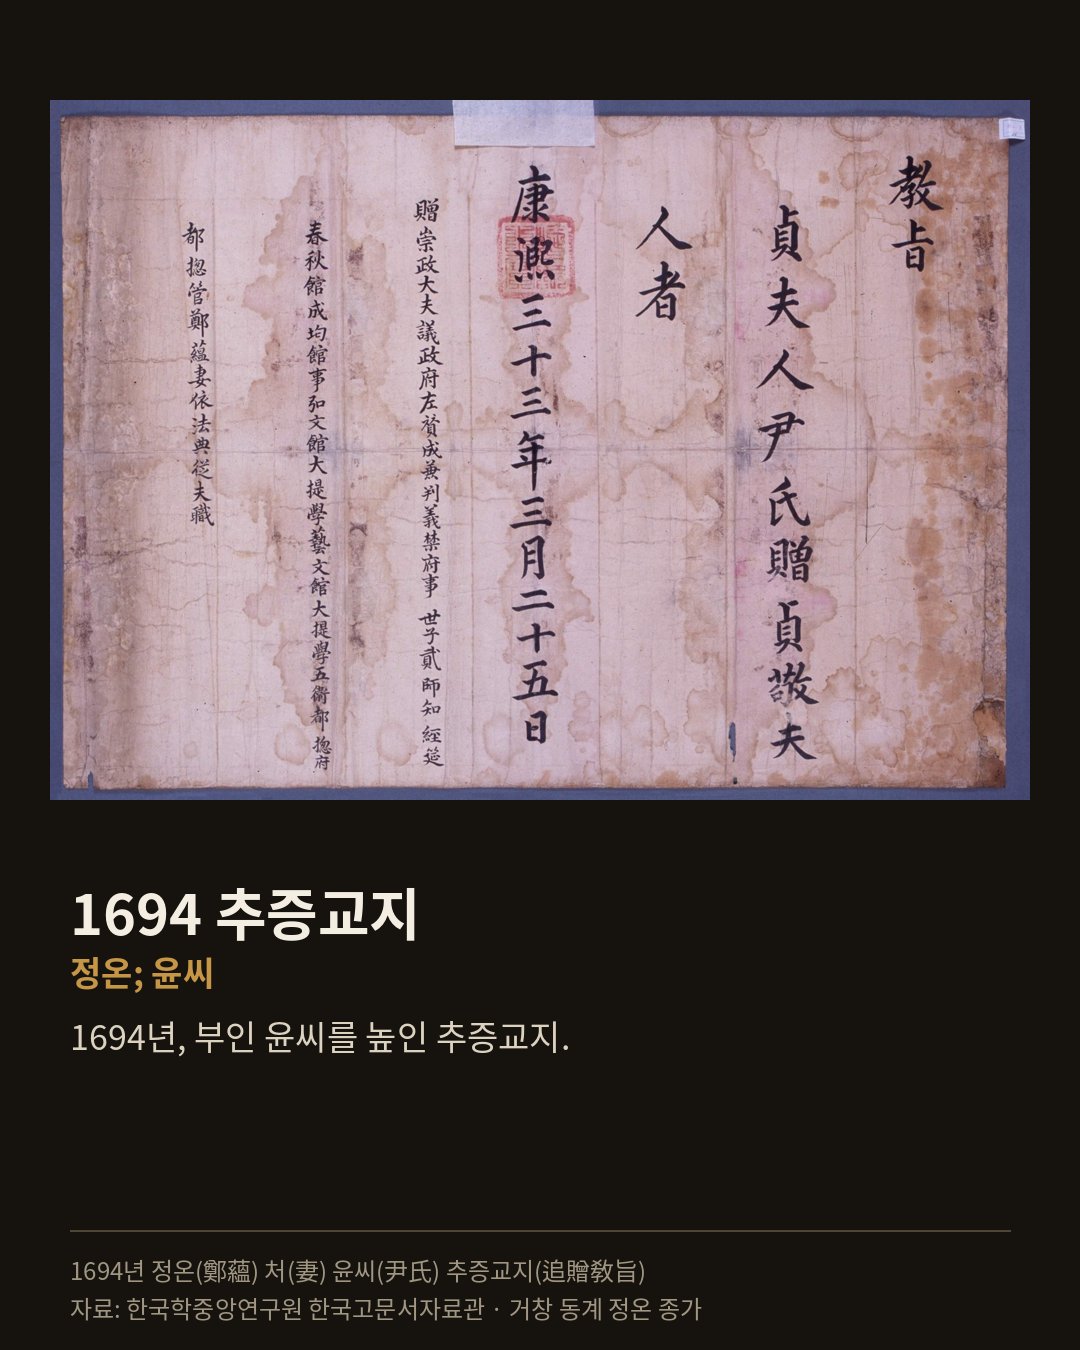 敎旨
貞夫人尹氏贈貞敬夫
人者
康熙三十三年三月二十五日
贈崇政大夫議政府左贊成兼判義禁府事 世子貳師知 經筵
春秋館成均館事弘文館大提學藝文館大提學五衛都摠府
都摠管鄭蘊妻依法典從夫職
1694 추증교지
정온; 윤씨
1694년, 부인 윤씨를 높인 추증교지.
1694년 정온(鄭蘊) 처(妻) 윤씨(尹氏) 추증교지(追贈敎旨)
자료: 한국학중앙연구원 한국고문서자료관 · 거창 동계 정온 종가